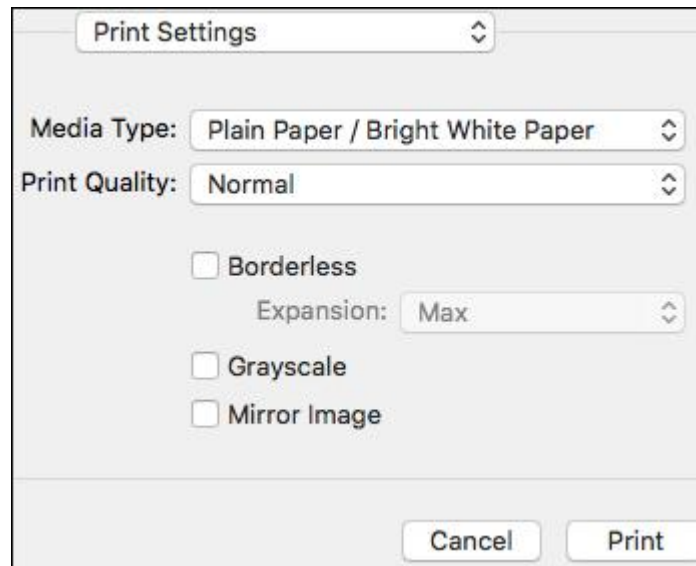 Print Settings
Media Type: Plain Paper / Bright White Paper
Print Quality: Normal
Borderless
Expansion: Max
Grayscale
Mirror Image
Cancel Print